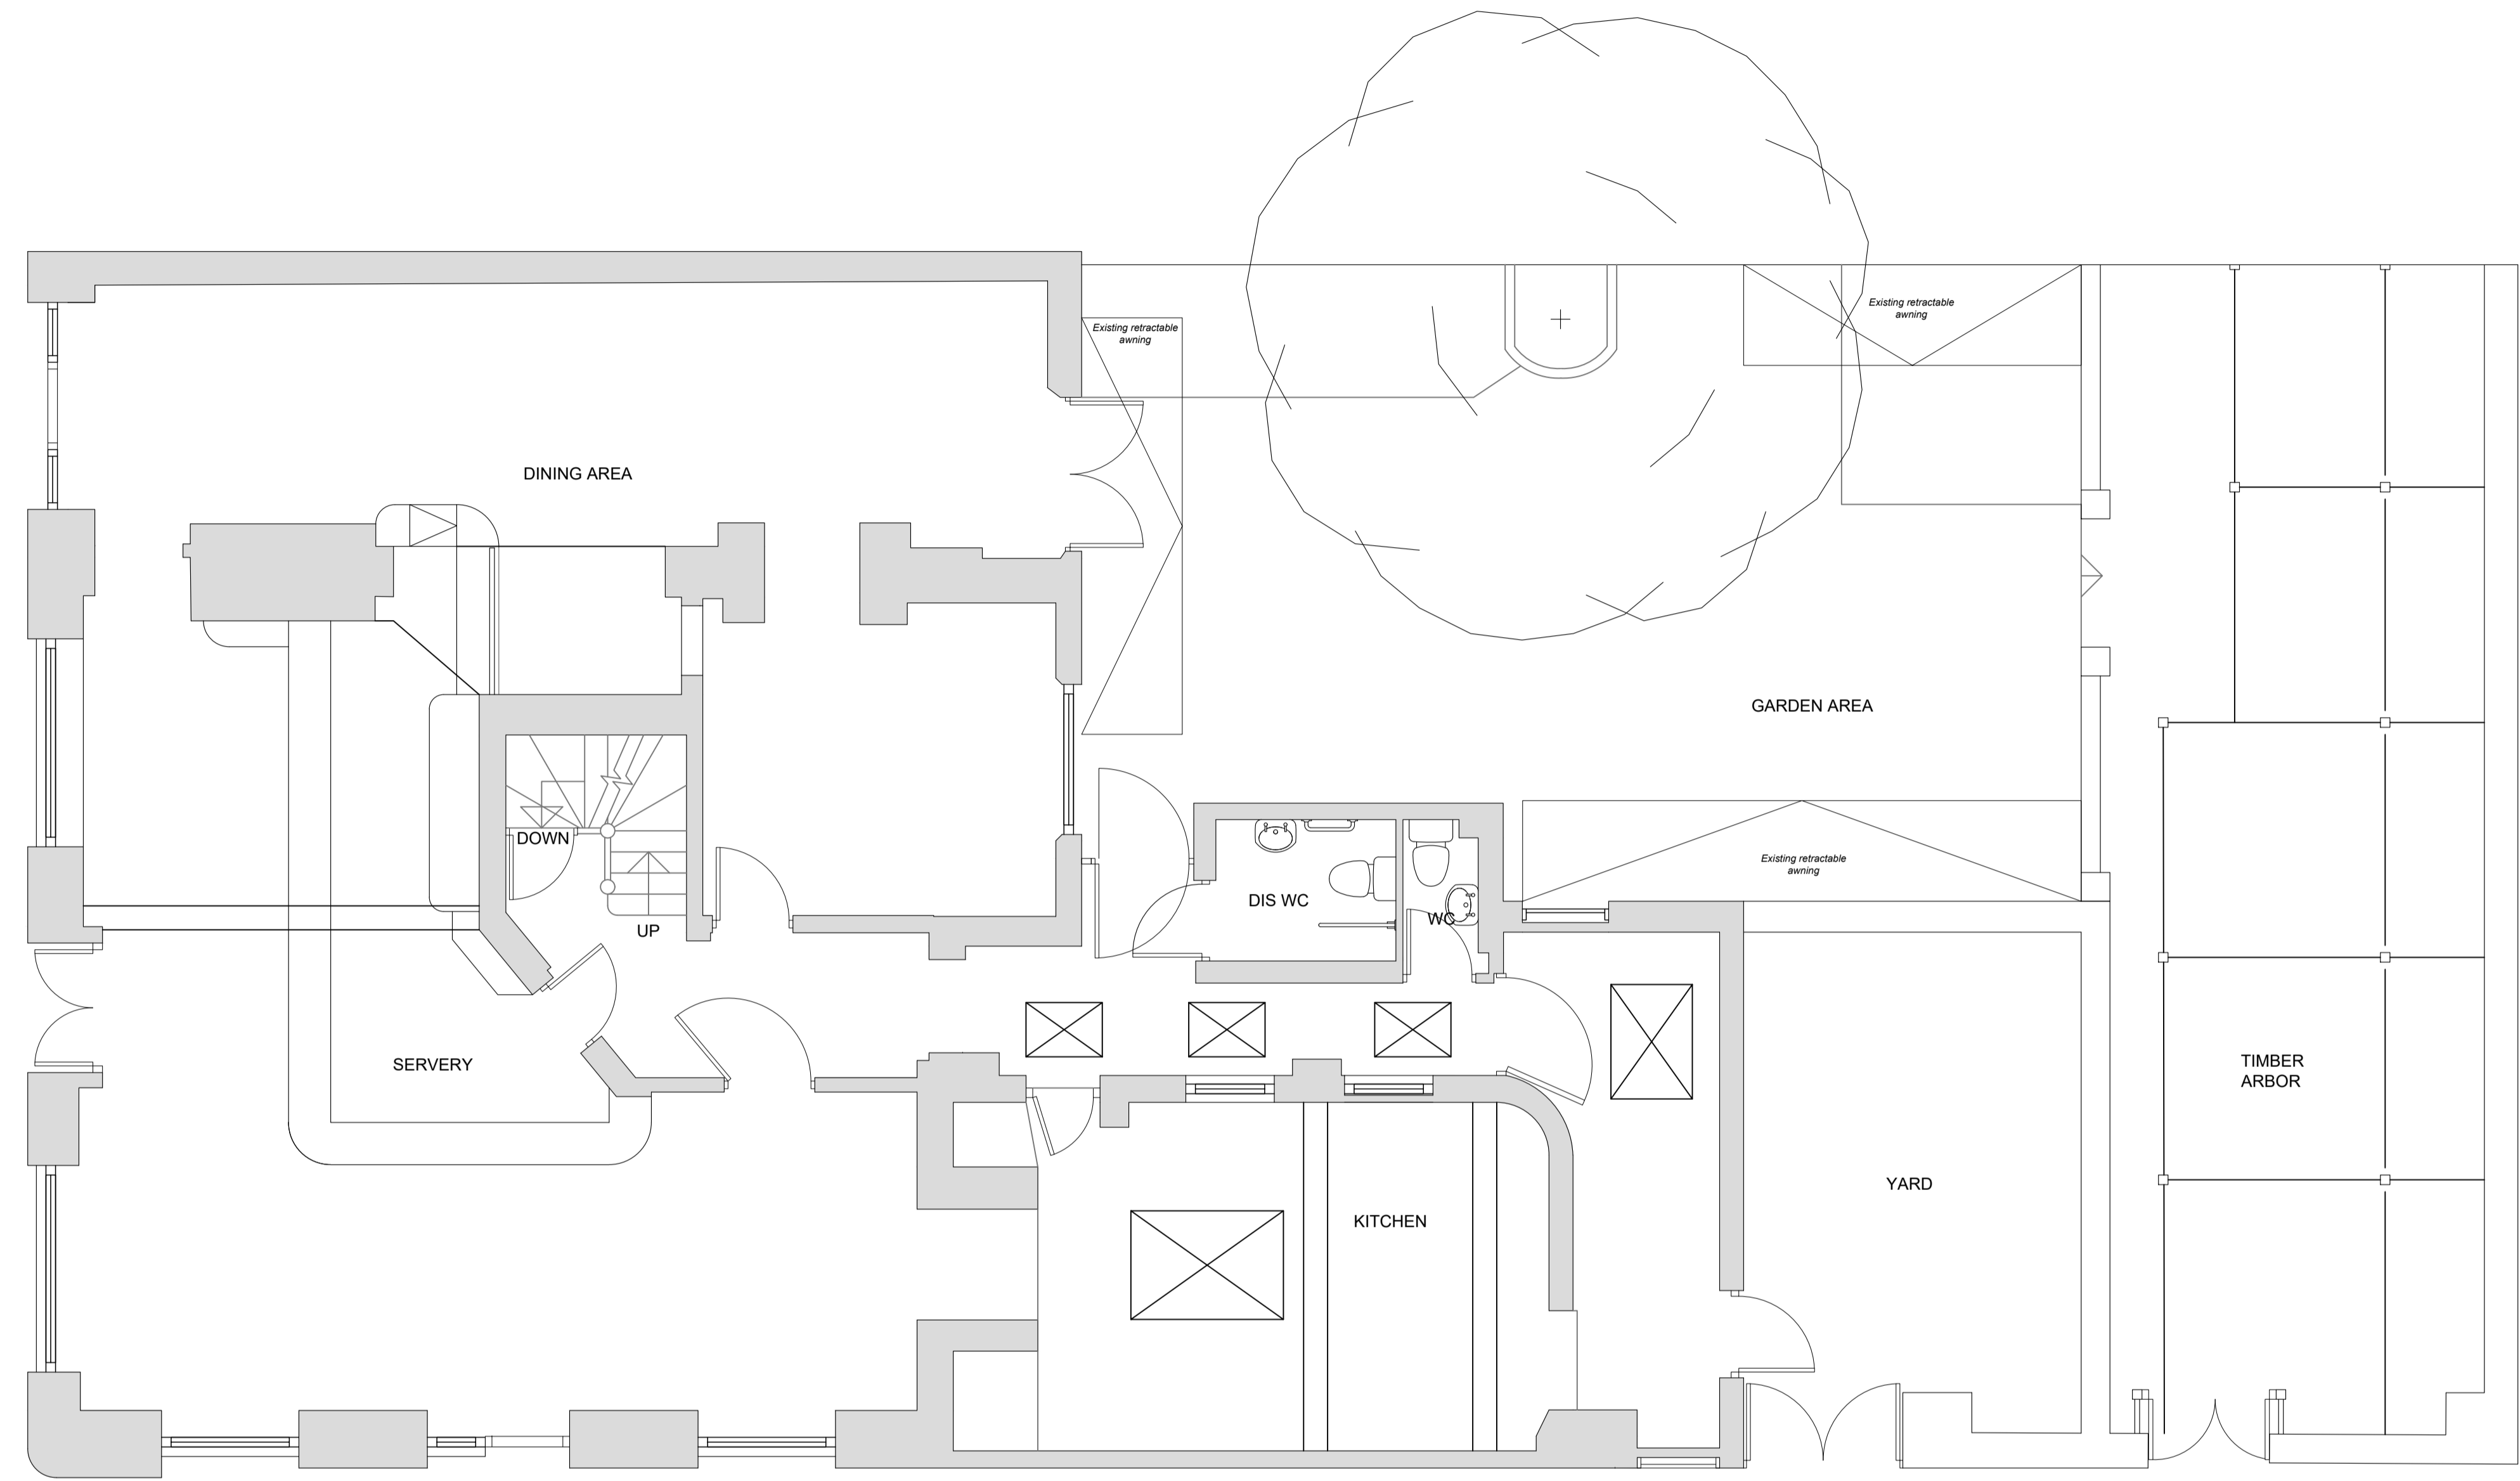 Existing retractable
awning
Existing retractable
awning
DINING AREA
GARDEN AREA
DOWN
Existing retractable
awning
DIS WC
WC
UP
SERVERY
TIMBER
ARBOR
YARD
KITCHEN